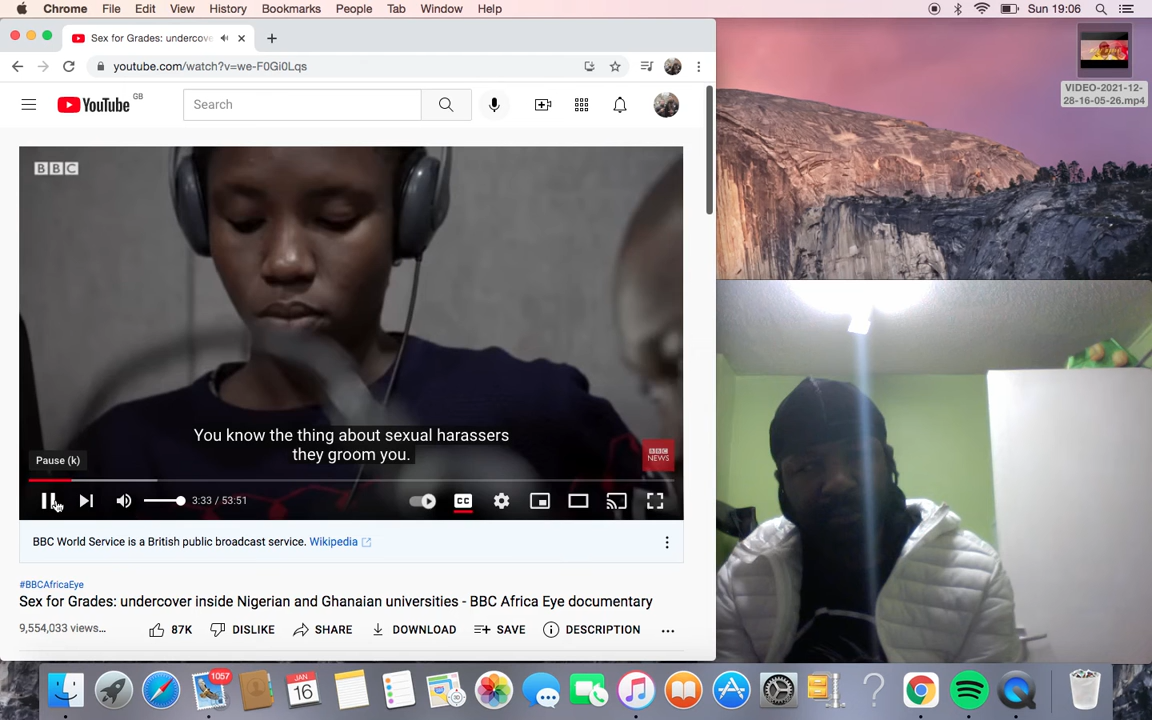 Chrome File Edit View History Bookmarks People Tab Window Help Sun 19:06
Sex for Grades: undercove
youtube.com/watch?v=we-F0Gi0Lqs
YouTube GB
Search
VIDEO-2021-12-
28-16-05-26.mp4
BBC
You know the thing about sexual harassers
they groom you.
BBC
NEWS
Pause (k)
3:33 / 53:51
CC
BBC World Service is a British public broadcast service. Wikipedia
#BBCAfricaEye
Sex for Grades: undercover inside Nigerian and Ghanaian universities - BBC Africa Eye documentary
9,554,033 views...
87K DISLIKE SHARE DOWNLOAD SAVE DESCRIPTION
1057
JAN
16